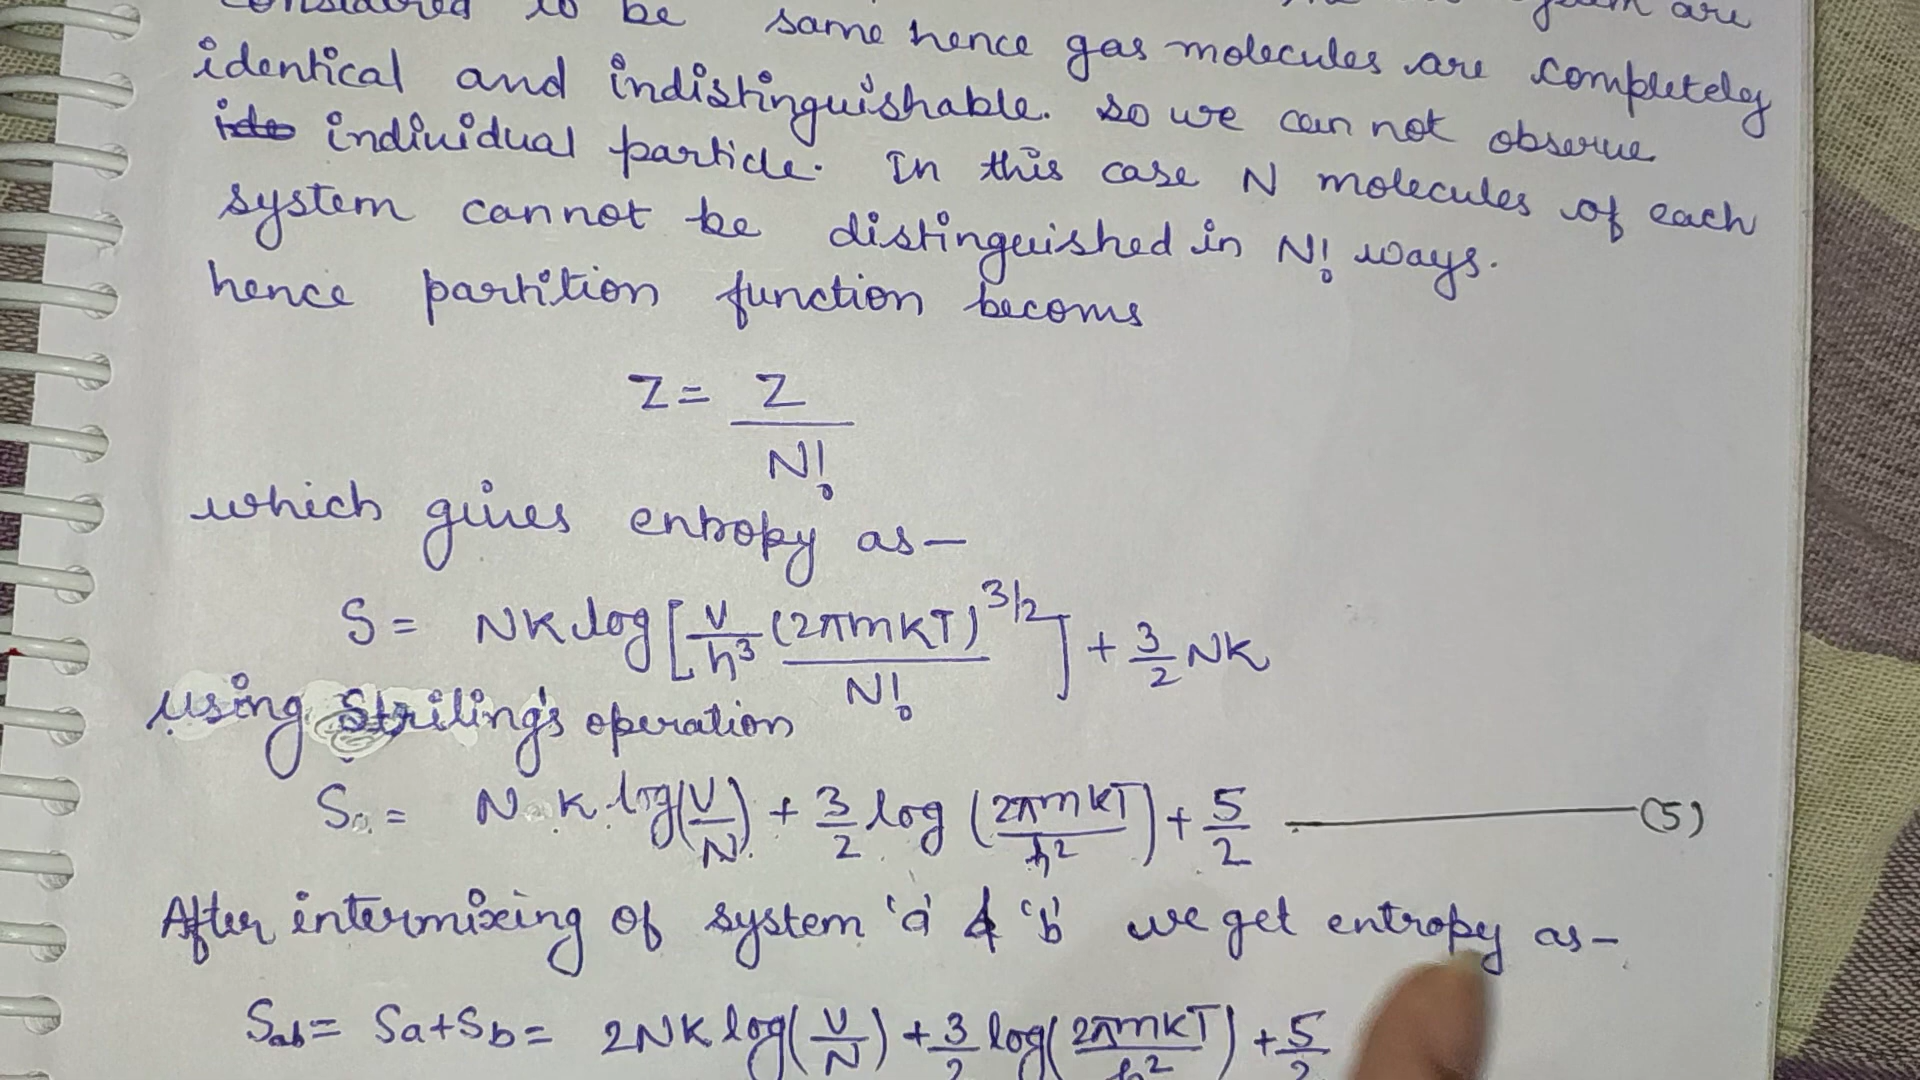 to be same hence gas molecules are completely
identical and indistinguishable. so we can not observe
individual particle. In this case N molecules of each
system cannot be distinguished in N! ways.
hence partition function becoms
Z = Z / N!
which gives entropy as—
S = NK log [ V/h³ (2πmKT)^3/2 / N! ] + 3/2 NK
using Striling's operation
Sa = N K log(V/N) + 3/2 log (2πmKT/h²) + 5/2 —(5)
After intermixing of system 'a' & 'b' we get entropy as—
Sab = Sa+Sb = 2NK log(V/N) + 3/2 log(2πmKT/h²) + 5/2